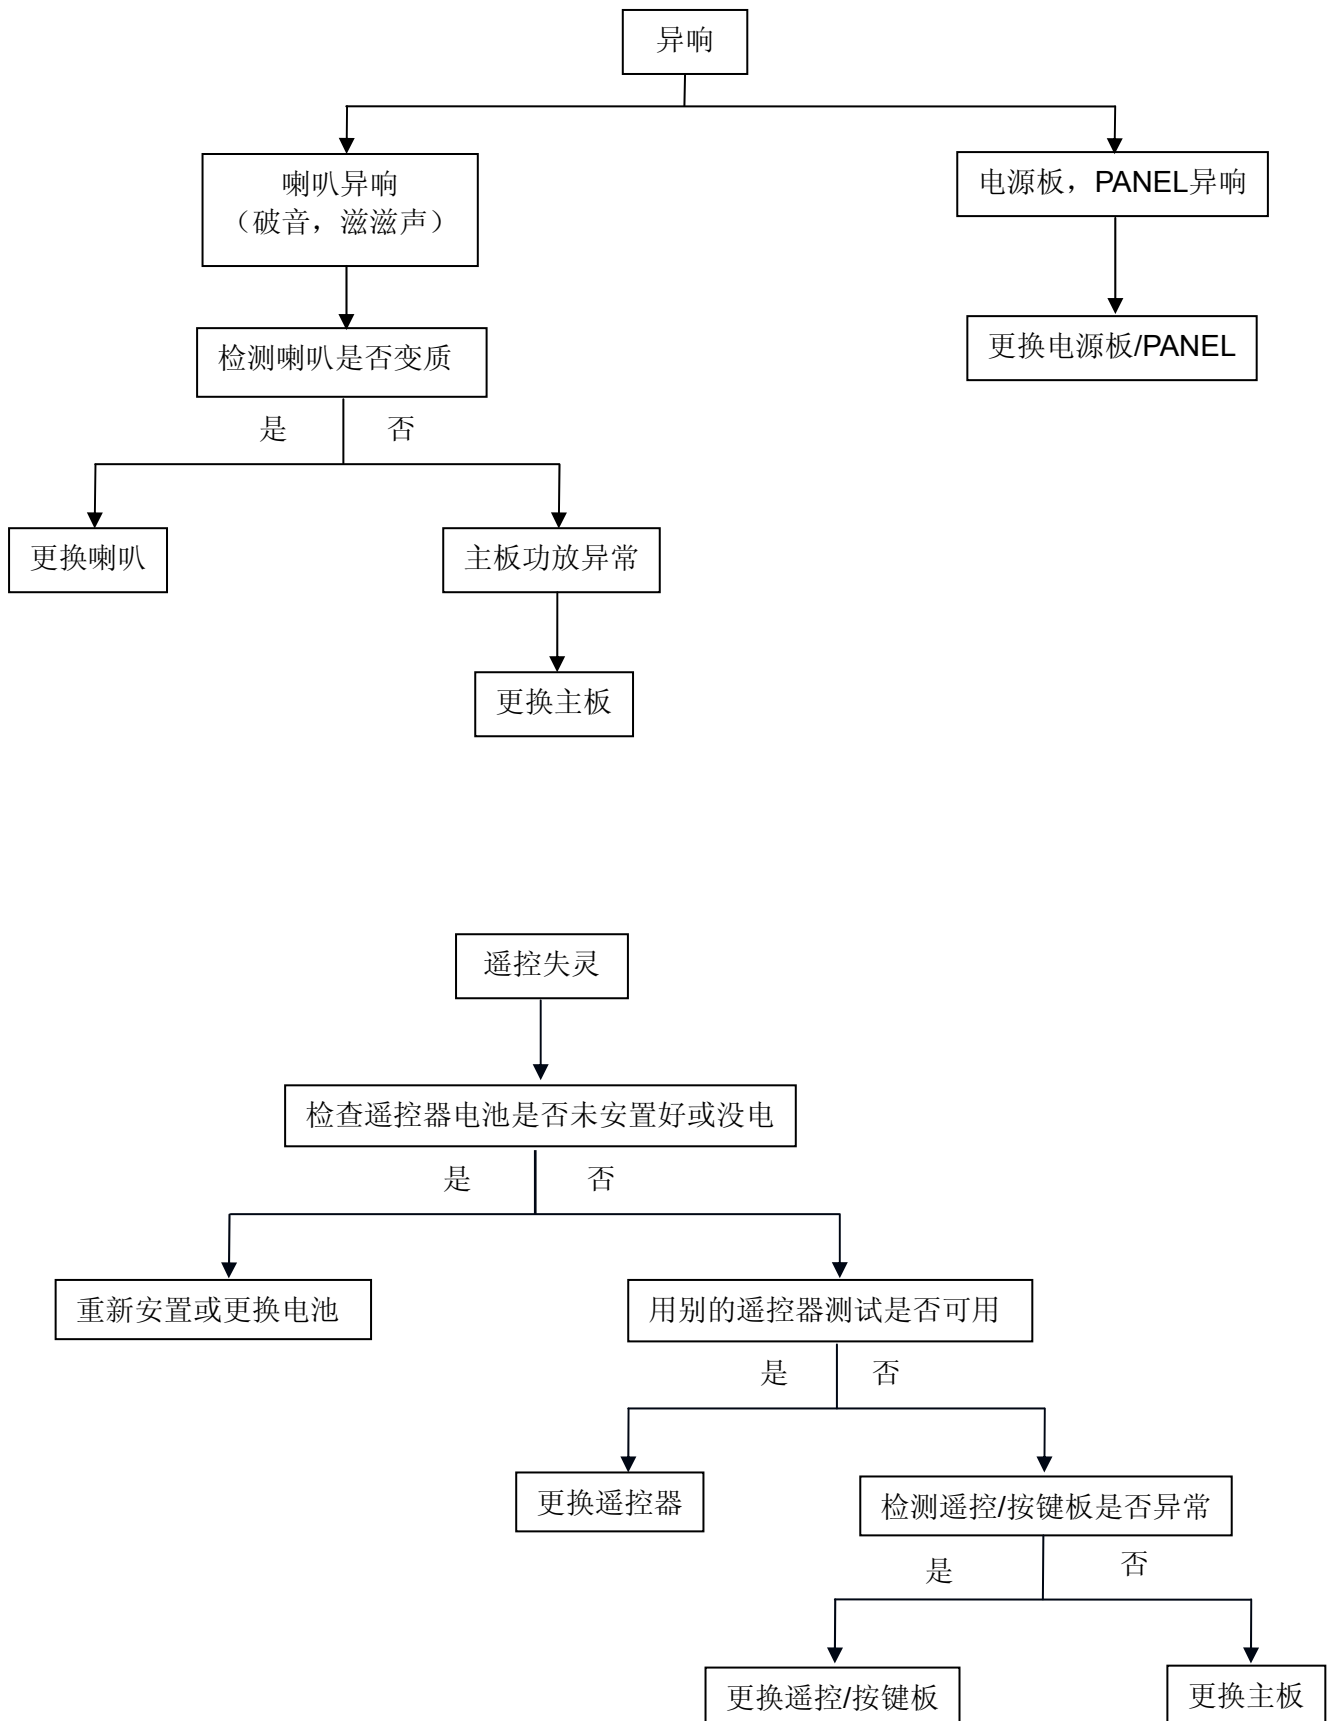 异响
喇叭异响
（破音，滋滋声）
电源板，PANEL异响
检测喇叭是否变质
更换电源板/PANEL
是
否
更换喇叭
主板功放异常
更换主板
遥控失灵
检查遥控器电池是否未安置好或没电
是
否
重新安置或更换电池
用别的遥控器测试是否可用
是
否
更换遥控器
检测遥控/按键板是否异常
是
否
更换遥控/按键板
更换主板